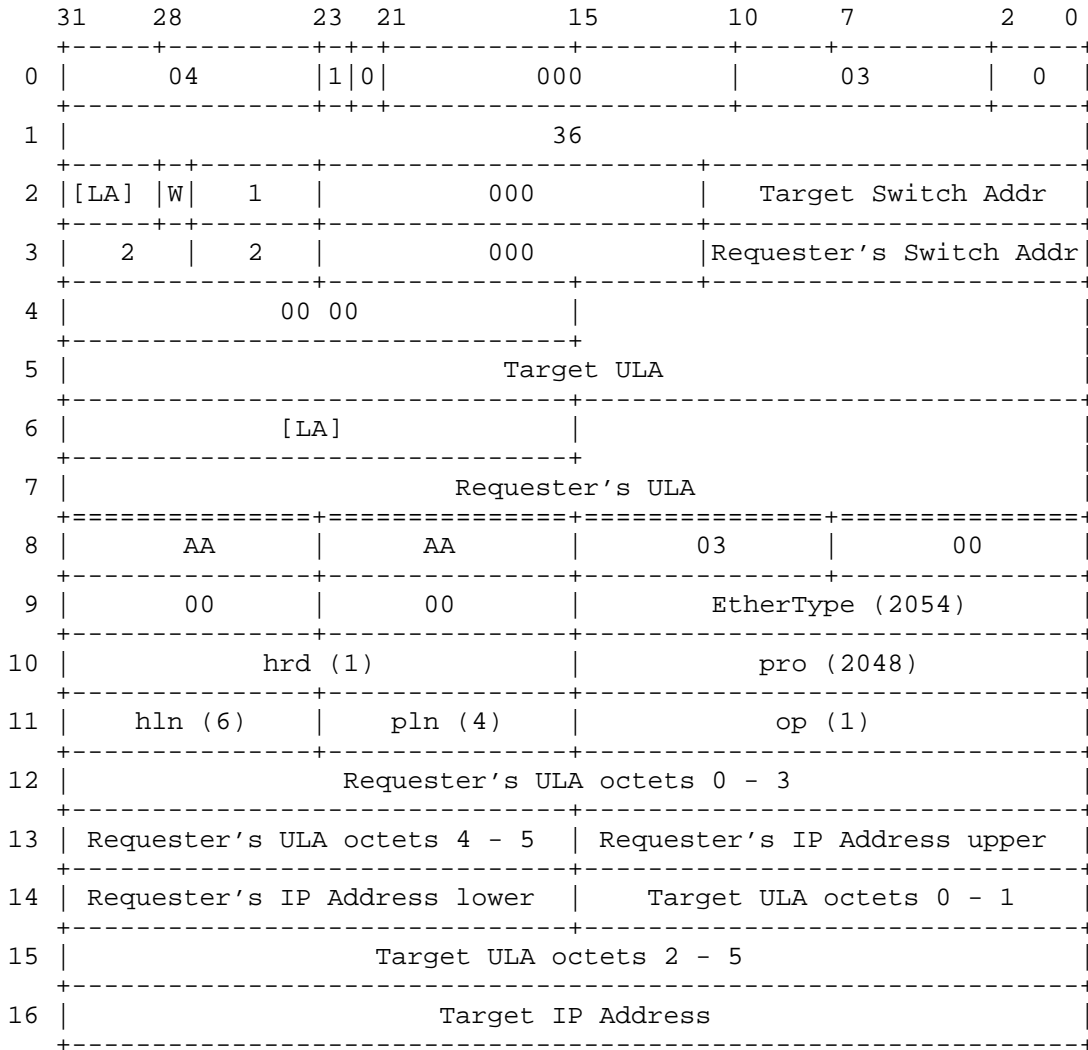 31 28 23 21 15 10 7 2 0
0 04 1 0 000 03 0
1 36
2 [LA] W 1 000 Target Switch Addr
3 2 2 000 Requester's Switch Addr
4 00 00
5 Target ULA
6 [LA]
7 Requester's ULA
8 AA AA 03 00
9 00 00 EtherType (2054)
10 hrd (1) pro (2048)
11 hln (6) pln (4) op (1)
12 Requester's ULA octets 0 - 3
13 Requester's ULA octets 4 - 5 Requester's IP Address upper
14 Requester's IP Address lower Target ULA octets 0 - 1
15 Target ULA octets 2 - 5
16 Target IP Address